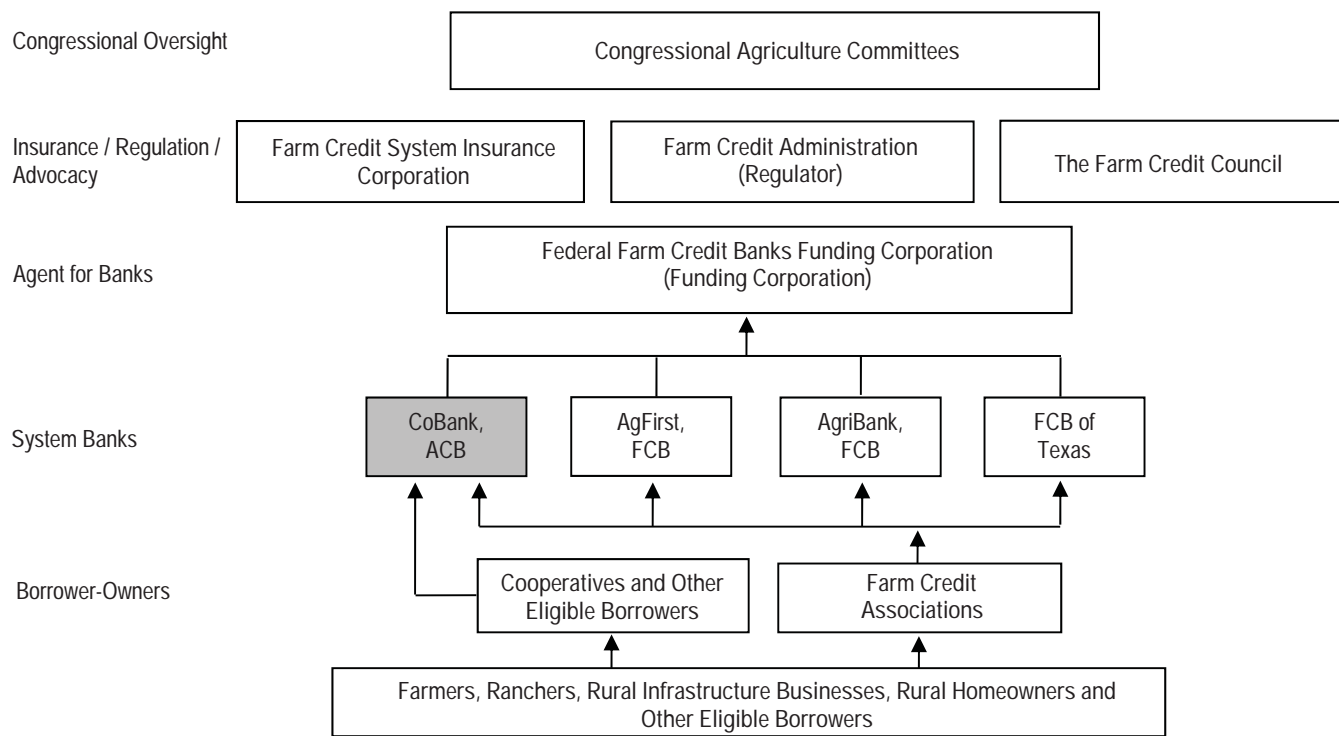 Congressional Oversight
Congressional Agriculture Committees
Insurance / Regulation /
Advocacy
Farm Credit System Insurance
Corporation
Farm Credit Administration
(Regulator)
The Farm Credit Council
Agent for Banks
Federal Farm Credit Banks Funding Corporation
(Funding Corporation)
System Banks
CoBank,
ACB
AgFirst,
FCB
AgriBank,
FCB
FCB of
Texas
Borrower-Owners
Cooperatives and Other
Eligible Borrowers
Farm Credit
Associations
Farmers, Ranchers, Rural Infrastructure Businesses, Rural Homeowners and
Other Eligible Borrowers